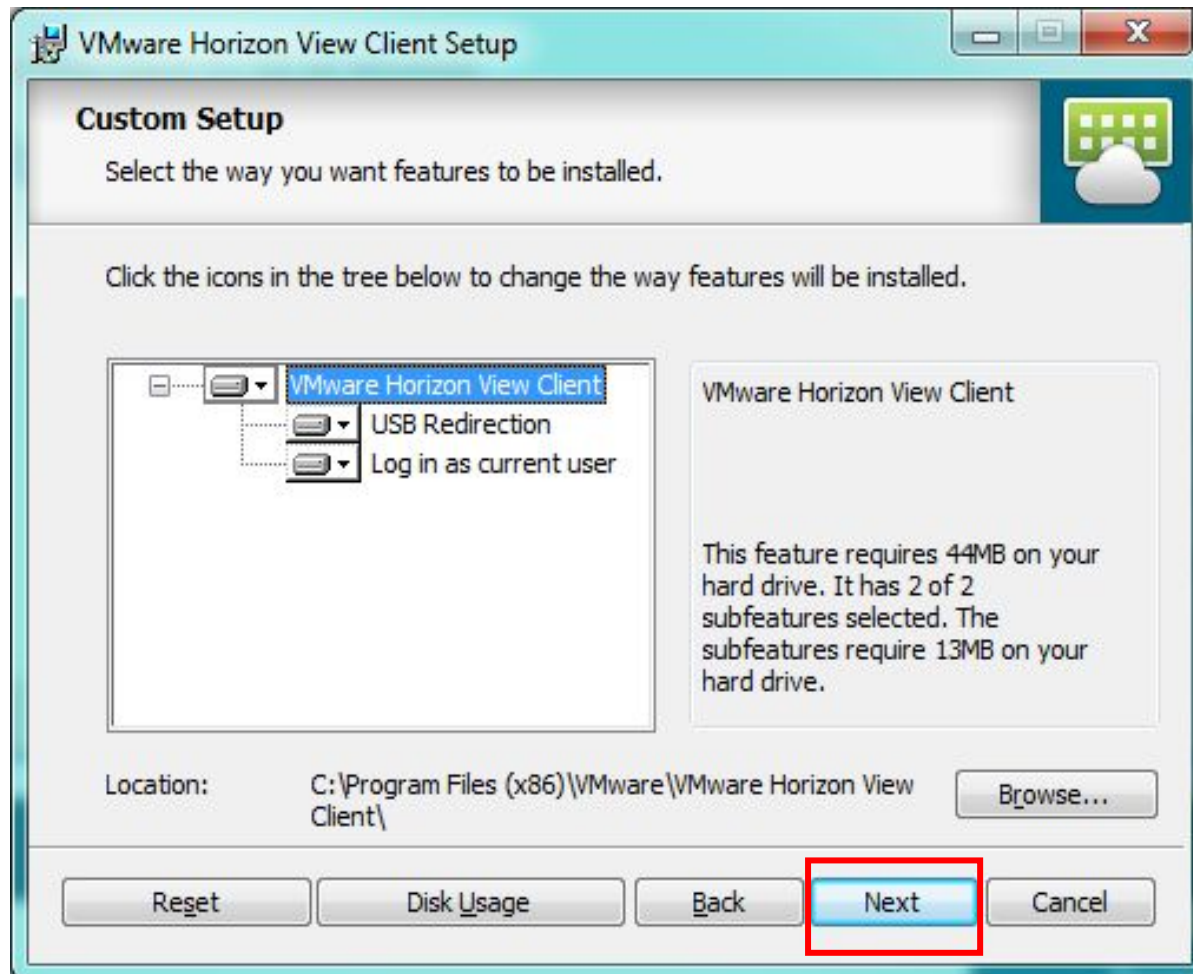 VMware Horizon View Client Setup
Custom Setup
Select the way you want features to be installed.
Click the icons in the tree below to change the way features will be installed.
VMware Horizon View Client
USB Redirection
Log in as current user
VMware Horizon View Client
This feature requires 44MB on your
hard drive. It has 2 of 2
subfeatures selected. The
subfeatures require 13MB on your
hard drive.
Location:
C:\Program Files (x86)\VMware\VMware Horizon View
Client\
Browse...
Reset
Disk Usage
Back
Next
Cancel